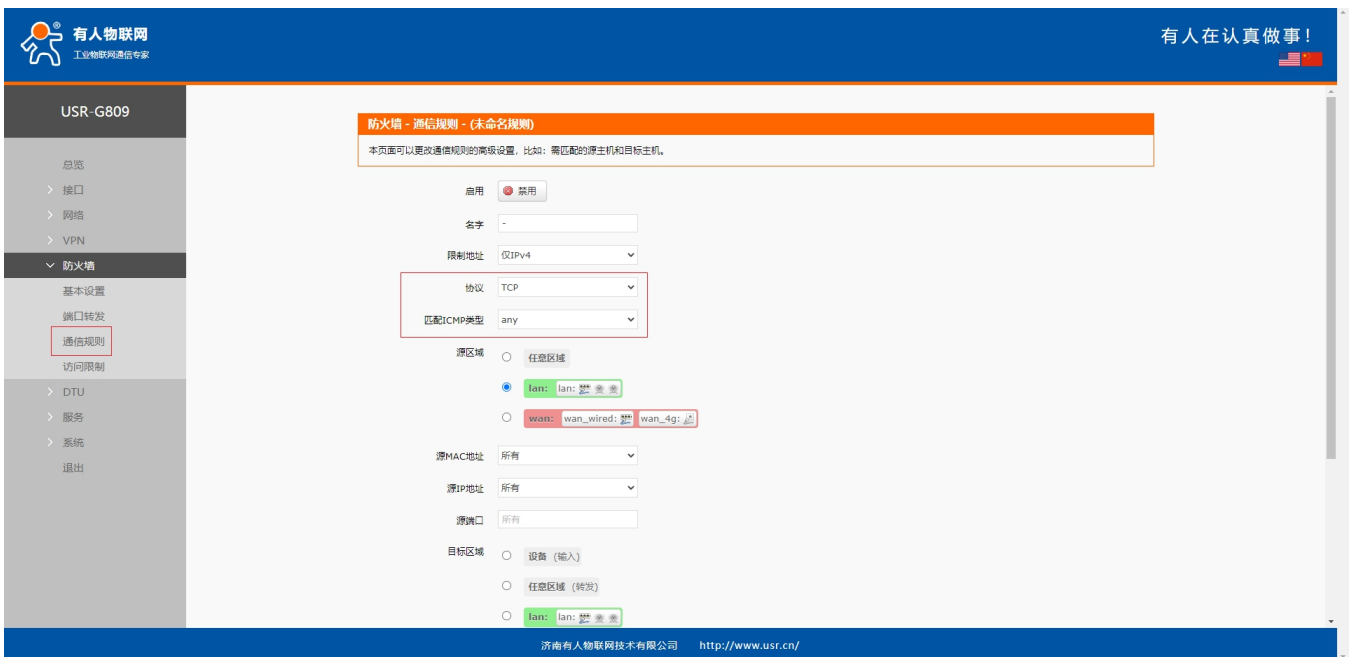 有人物联网
工业物联网通信专家
有人在认真做事!
USR-G809
总览
接口
网络
VPN
防火墙
基本设置
端口转发
通信规则
访问限制
DTU
服务
系统
退出
防火墙 - 通信规则 - (未命名规则)
本页面可以更改通信规则的高级设置，比如：需匹配的源主机和目标主机。
启用 禁用
名字 -
限制地址 仅IPv4
协议 TCP
匹配ICMP类型 any
源区域 任意区域
lan: lan:
wan: wan_wired: wan_4g:
源MAC地址 所有
源IP地址 所有
源端口 所有
目标区域 设备 (输入)
任意区域 (转发)
lan: lan:
济南有人物联网技术有限公司 http://www.usr.cn/